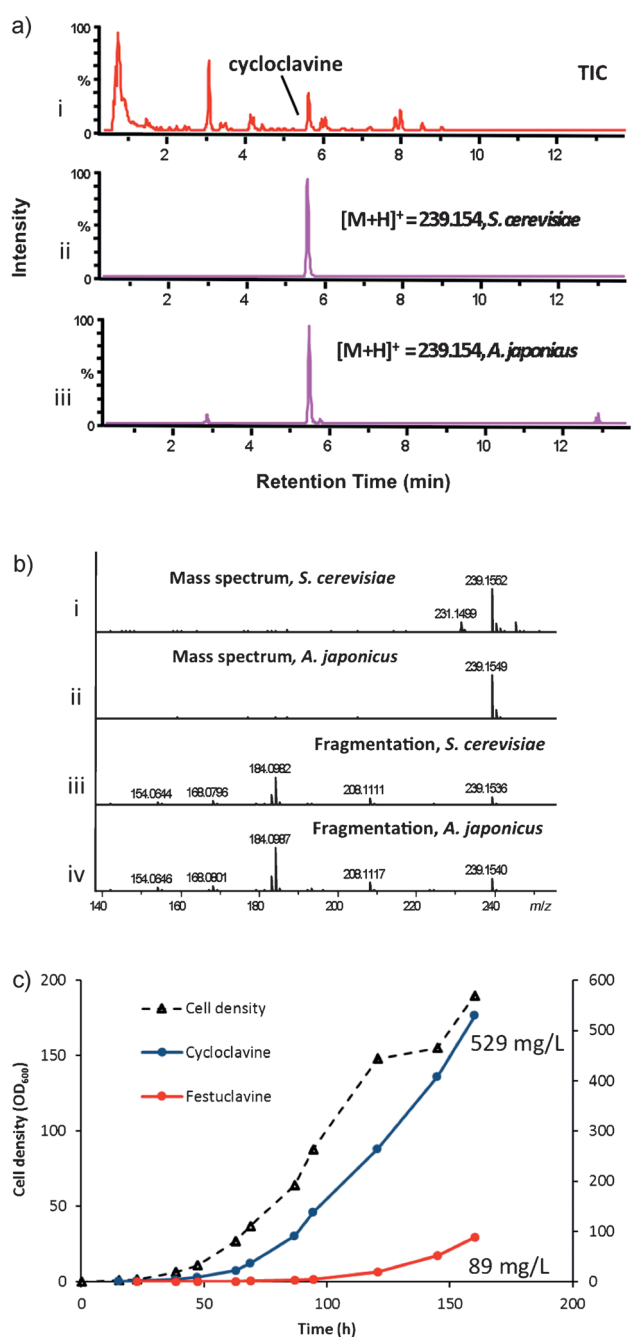 a)
100
cycloclavine
TIC
%
i
0
2 4 6 8 10 12
100
[M+H]+ = 239.154, S. cerevisiae
%
ii
Intensity
0
2 4 6 8 10 12
100
[M+H]+ = 239.154, A. japonicus
%
iii
0
2 4 6 8 10 12
Retention Time (min)
b)
Mass spectrum, S. cerevisiae
239.1552
231.1499
i
Mass spectrum, A. japonicus
239.1549
ii
Fragmentation, S. cerevisiae
184.0982
154.0644 168.0796 208.1111 239.1536
iii
Fragmentation, A. japonicus
184.0987
154.0646 168.0801 208.1117 239.1540
iv
140 160 180 200 220 240 m/z
c)
200 600
Cell density
529 mg/L
500
Cycloclavine
150
400
Festuclavine
100 300
Cell density (OD600)
200
50
100
89 mg/L
0 0
0 50 100 150 200
Time (h)